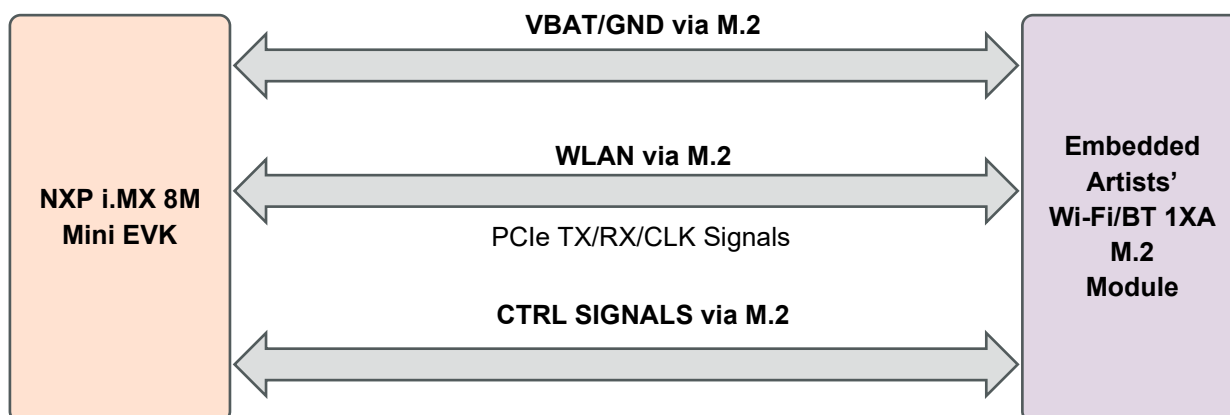 VBAT/GND via M.2
WLAN via M.2
NXP i.MX 8M
Mini EVK
PCIe TX/RX/CLK Signals
CTRL SIGNALS via M.2
Embedded
Artists’
Wi-Fi/BT 1XA
M.2
Module